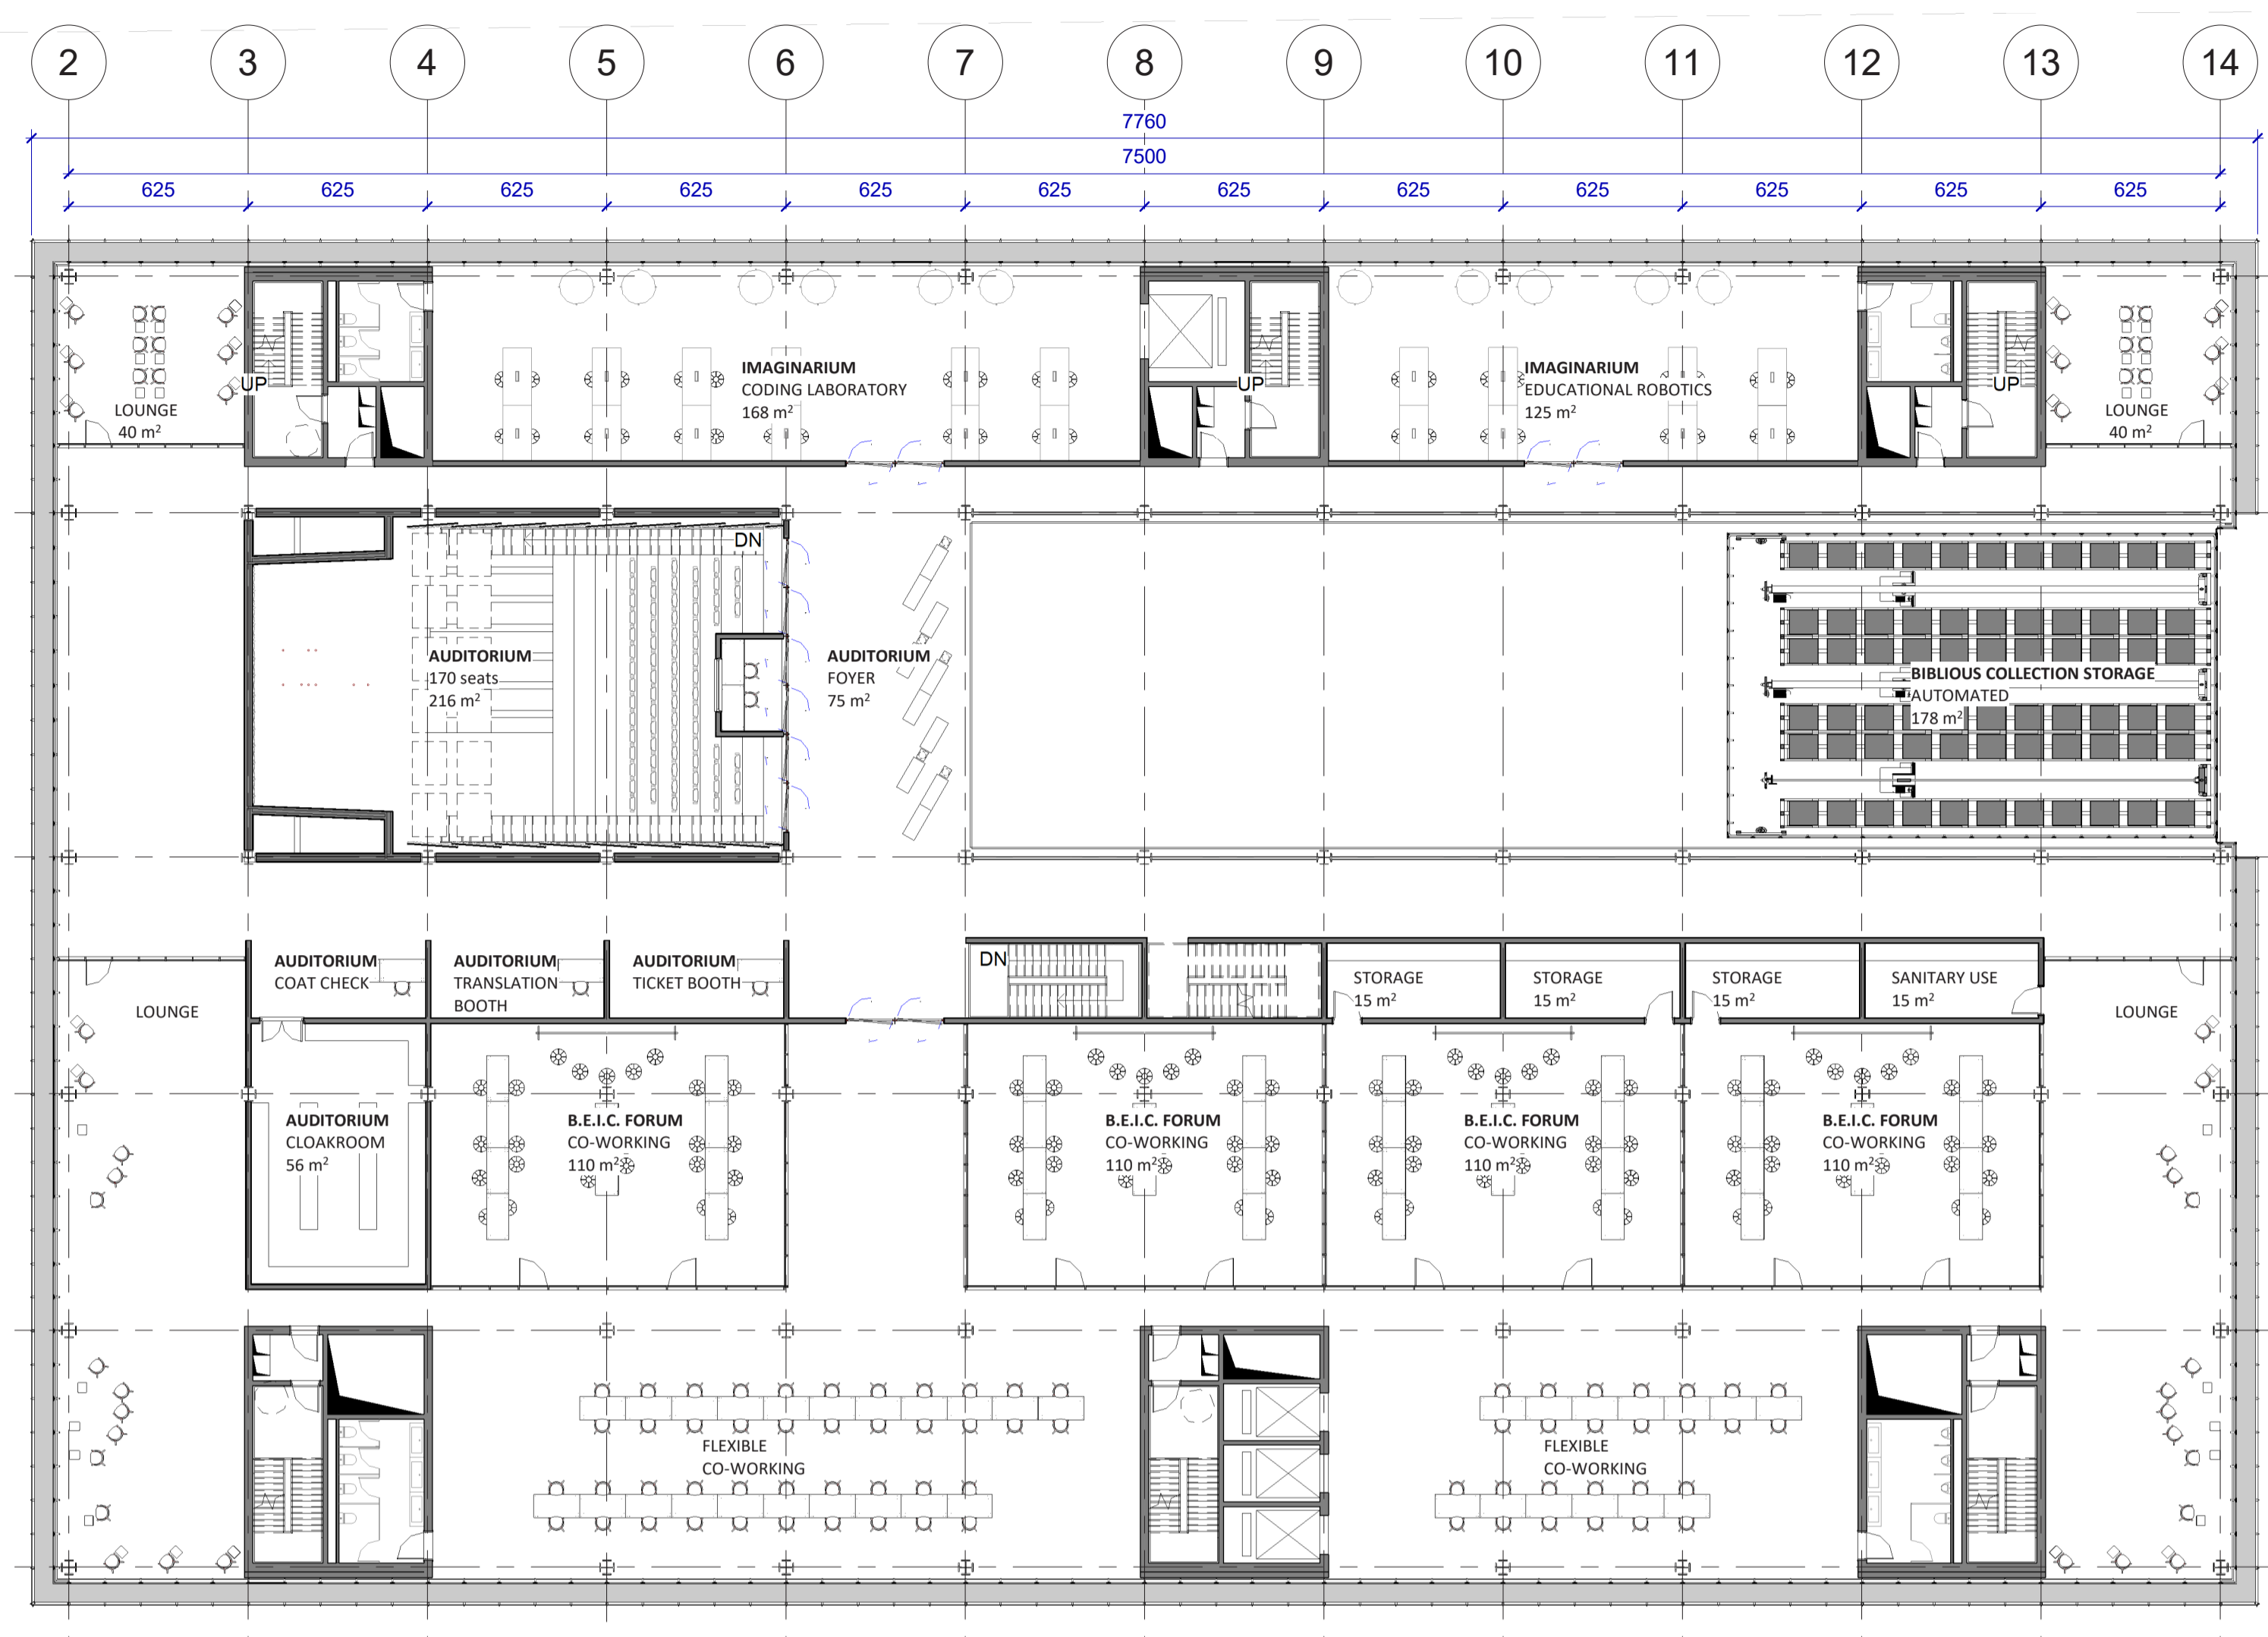 2 3 4 5 6 7 8 9 10 11 12 13 14
7760
7500
625 625 625 625 625 625 625 625 625 625 625 625
IMAGINARIUM
CODING LABORATORY
168 m²
IMAGINARIUM
EDUCATIONAL ROBOTICS
125 m²
UP
UP
UP
LOUNGE
40 m²
LOUNGE
40 m²
DN
AUDITORIUM
170 seats
216 m²
AUDITORIUM
FOYER
75 m²
BIBLIOUS COLLECTION STORAGE
AUTOMATED
178 m²
AUDITORIUM
COAT CHECK
AUDITORIUM
TRANSLATION
BOOTH
AUDITORIUM
TICKET BOOTH
DN
STORAGE
15 m²
STORAGE
15 m²
STORAGE
15 m²
SANITARY USE
15 m²
LOUNGE
LOUNGE
AUDITORIUM
CLOAKROOM
56 m²
B.E.I.C. FORUM
CO-WORKING
110 m²
B.E.I.C. FORUM
CO-WORKING
110 m²
B.E.I.C. FORUM
CO-WORKING
110 m²
B.E.I.C. FORUM
CO-WORKING
110 m²
FLEXIBLE
CO-WORKING
FLEXIBLE
CO-WORKING